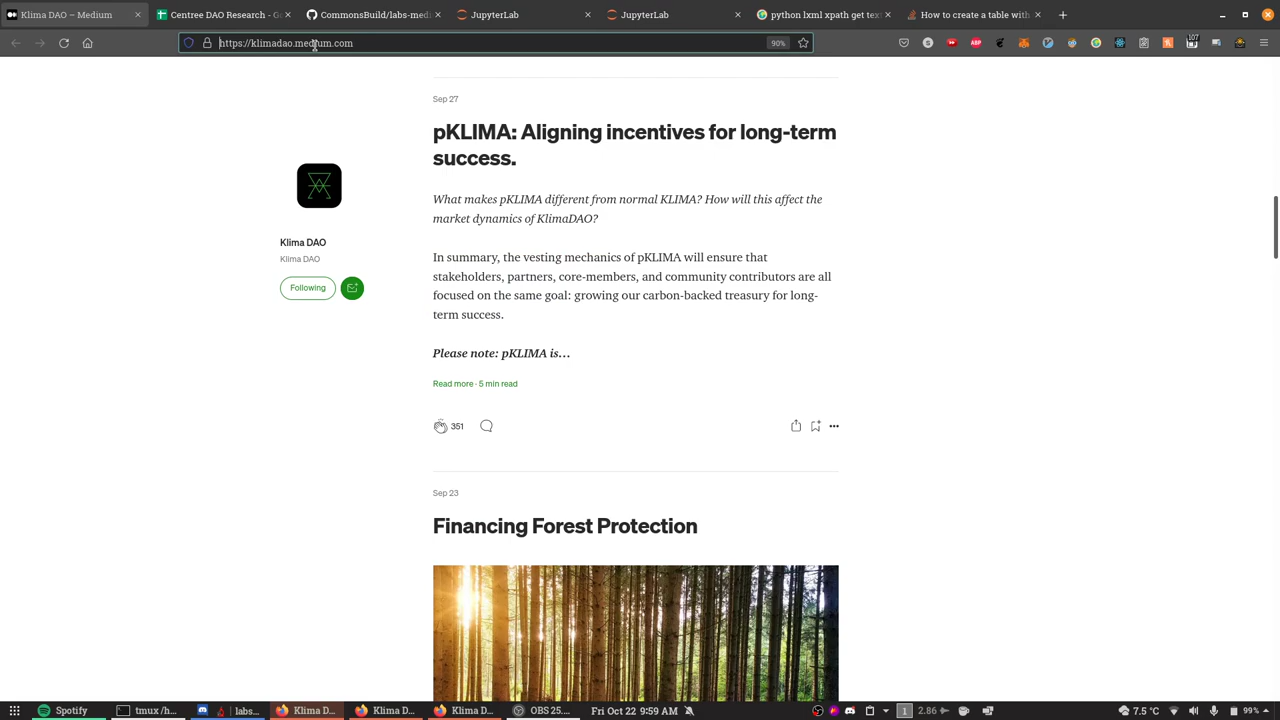 Klima DAO – Medium
Centree DAO Research - G
CommonsBuild/labs-medi
JupyterLab
JupyterLab
python lxml xpath get tex
How to create a table with
https://klimadao.medium.com
90%
107
Sep 27
pKLIMA: Aligning incentives for long-term
success.
What makes pKLIMA different from normal KLIMA? How will this affect the
market dynamics of KlimaDAO?
Klima DAO
Klima DAO
Following
In summary, the vesting mechanics of pKLIMA will ensure that
stakeholders, partners, core-members, and community contributors are all
focused on the same goal: growing our carbon-backed treasury for long-
term success.
Please note: pKLIMA is…
Read more · 5 min read
351
Sep 23
Financing Forest Protection
Spotify
tmux /h...
labs...
Klima D...
Klima D...
Klima D...
OBS 25....
Fri Oct 22 9:59 AM
1
2.86
7.5 °C
99%